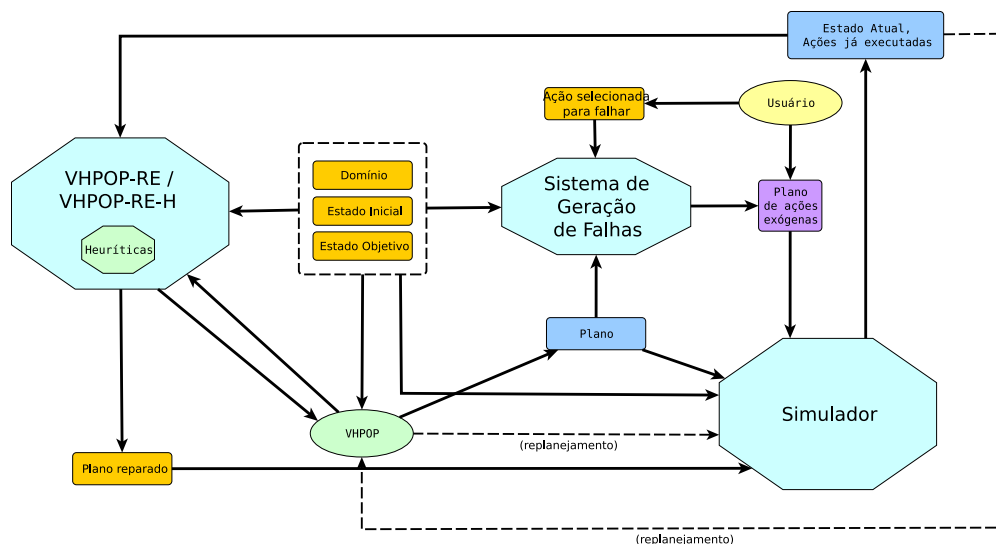 Estado Atual,
Ações já executadas
Ação selecionada
para falhar
Usuário
VHPOP-RE /
VHPOP-RE-H
Heuríticas
Domínio
Estado Inicial
Estado Objetivo
Sistema de
Geração
de Falhas
Plano
de ações
exógenas
Plano
Simulador
VHPOP
(replanejamento)
Plano reparado
(replanejamento)